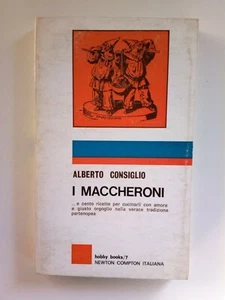 ALBERTO CONSIGLIO
I MACCHERONI
... e cento ricette per cucinarli con amore
e giusto orgoglio nella verace tradizione
partenopea
hobby books/7
NEWTON COMPTON ITALIANA